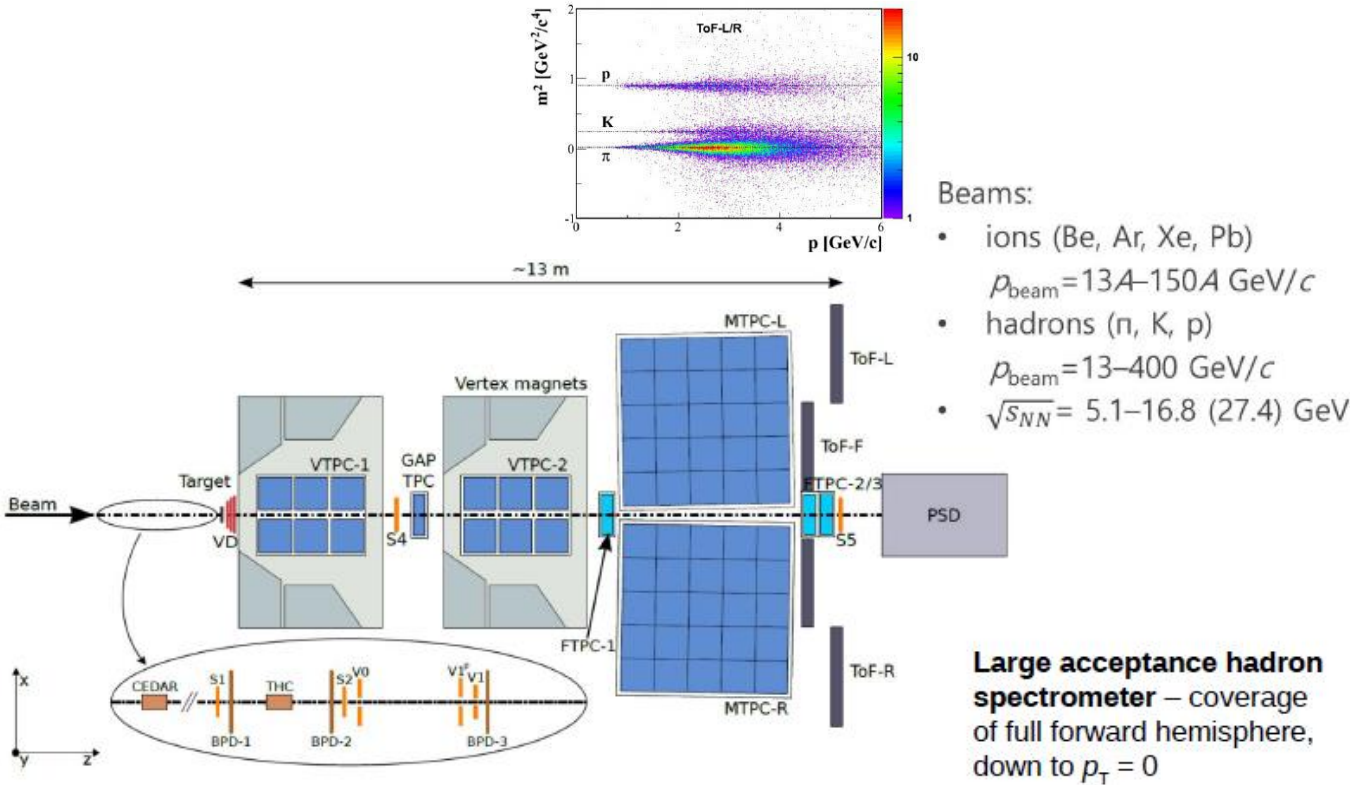 2
ToF-L/R
10
m² [GeV²/c⁴]
p
1
K
0
π
-1
0
2
4
6
1
p [GeV/c]
Beams:
• ions (Be, Ar, Xe, Pb)
p_beam=13A–150A GeV/c
• hadrons (π, K, p)
p_beam=13–400 GeV/c
• √s_NN= 5.1–16.8 (27.4) GeV
~13 m
MTPC-L
ToF-L
Vertex magnets
ToF-F
VTPC-1
GAP
TPC
VTPC-2
FTPC-2/3
Target
Beam
PSD
VD
S4
S5
FTPC-1
ToF-R
MTPC-R
x
y
z
CEDAR
S1
THC
S2
V0
V1ᶠ
V1
BPD-1
BPD-2
BPD-3
Large acceptance hadron
spectrometer – coverage
of full forward hemisphere,
down to p_T = 0